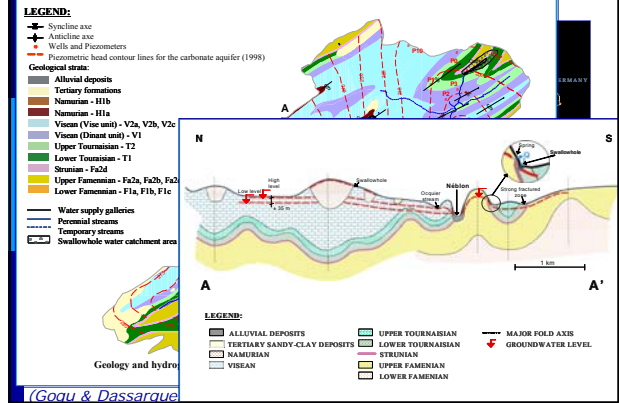 LEGEND:
Syncline axe
Anticline axe
Wells and Piezometers
Piezometric head contour lines for the carbonate aquifer (1998)
Geological strata:
Alluvial deposits
Tertiary formations
Namurian - H1b
Namurian - H1a
Visean (Vise unit) - V2a, V2b, V2c
Visean (Dinant unit) - V1
Upper Tournaisian - T2
Lower Touraisian - T1
Strunian - Fa2d
Upper Famennian - Fa2a, Fa2b, Fa2c
Lower Famennian - F1a, F1b, F1c
Water supply galleries
Perennial streams
Temporary streams
Swallowhole water catchment area
A
ERMANY
N
S
Spring
Swallowhole
High
level
Low level
± 35 m
Swallowhole
Ocquier
stream
Néblon
Strong fractured
zone
1 km
A
A'
LEGEND:
ALLUVIAL DEPOSITS
TERTIARY SANDY-CLAY DEPOSITS
NAMURIAN
VISEAN
UPPER TOURNAISIAN
LOWER TOURNAISIAN
STRUNIAN
UPPER FAMENIAN
LOWER FAMENIAN
MAJOR FOLD AXIS
GROUNDWATER LEVEL
Geology and hydrog
(Gogu & Dassargue